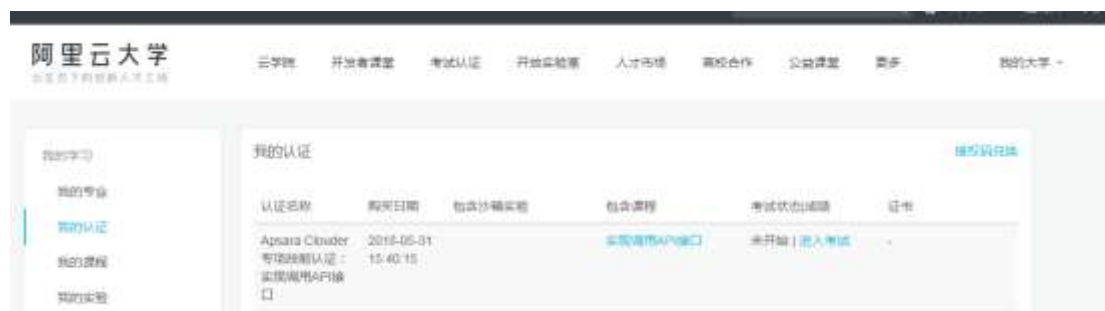 阿里云大学
云学院 开发者课堂 考试认证 开放实验室 人才市场 高校合作 公益课堂 更多 我的大学
我的学习
我的专业
我的认证
我的课程
我的实验
我的认证 授权码兑换
认证名称 购买日期 包含沙箱实验 包含课程 考试状态|成绩 证书
Apsara Clouder 2018-05-31 实现调用API接口 未开始 | 进入考试 -
专项技能认证： 15:40:15
实现调用API接
口